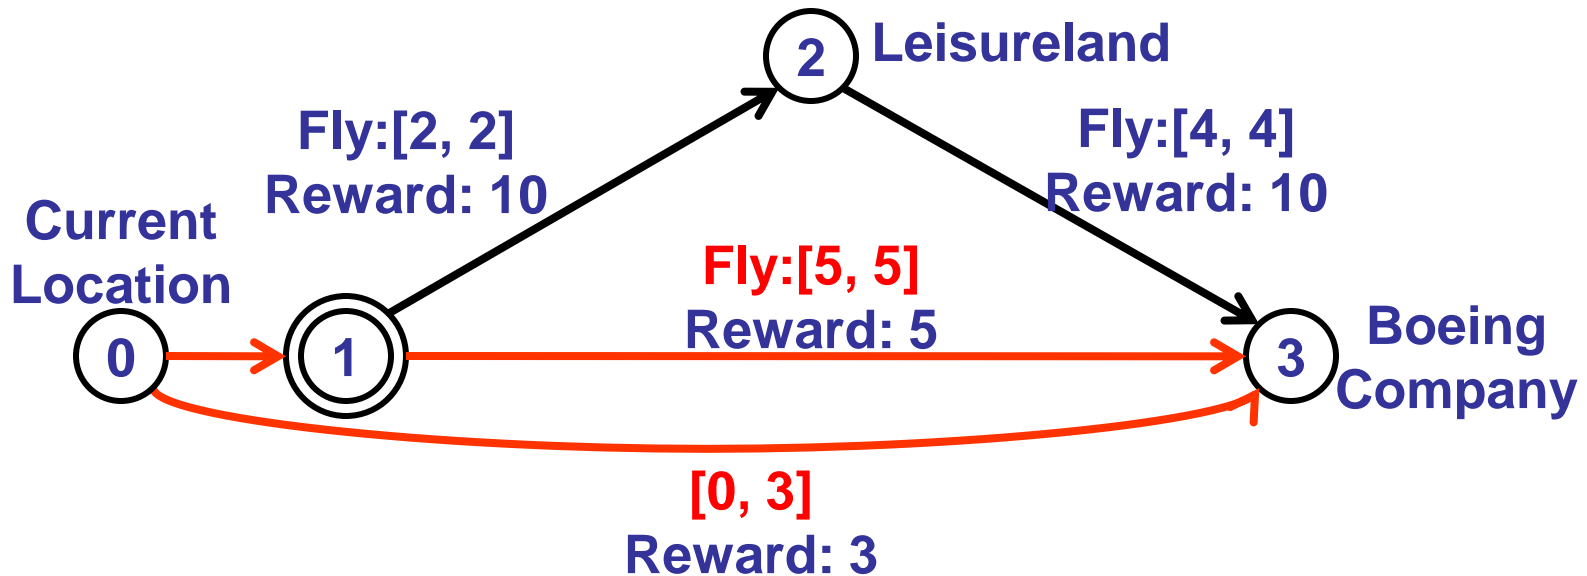 2
Leisureland
Fly:[2, 2]
Reward: 10
Fly:[4, 4]
Reward: 10
Current
Location
Fly:[5, 5]
Reward: 5
0
1
3
Boeing
Company
[0, 3]
Reward: 3